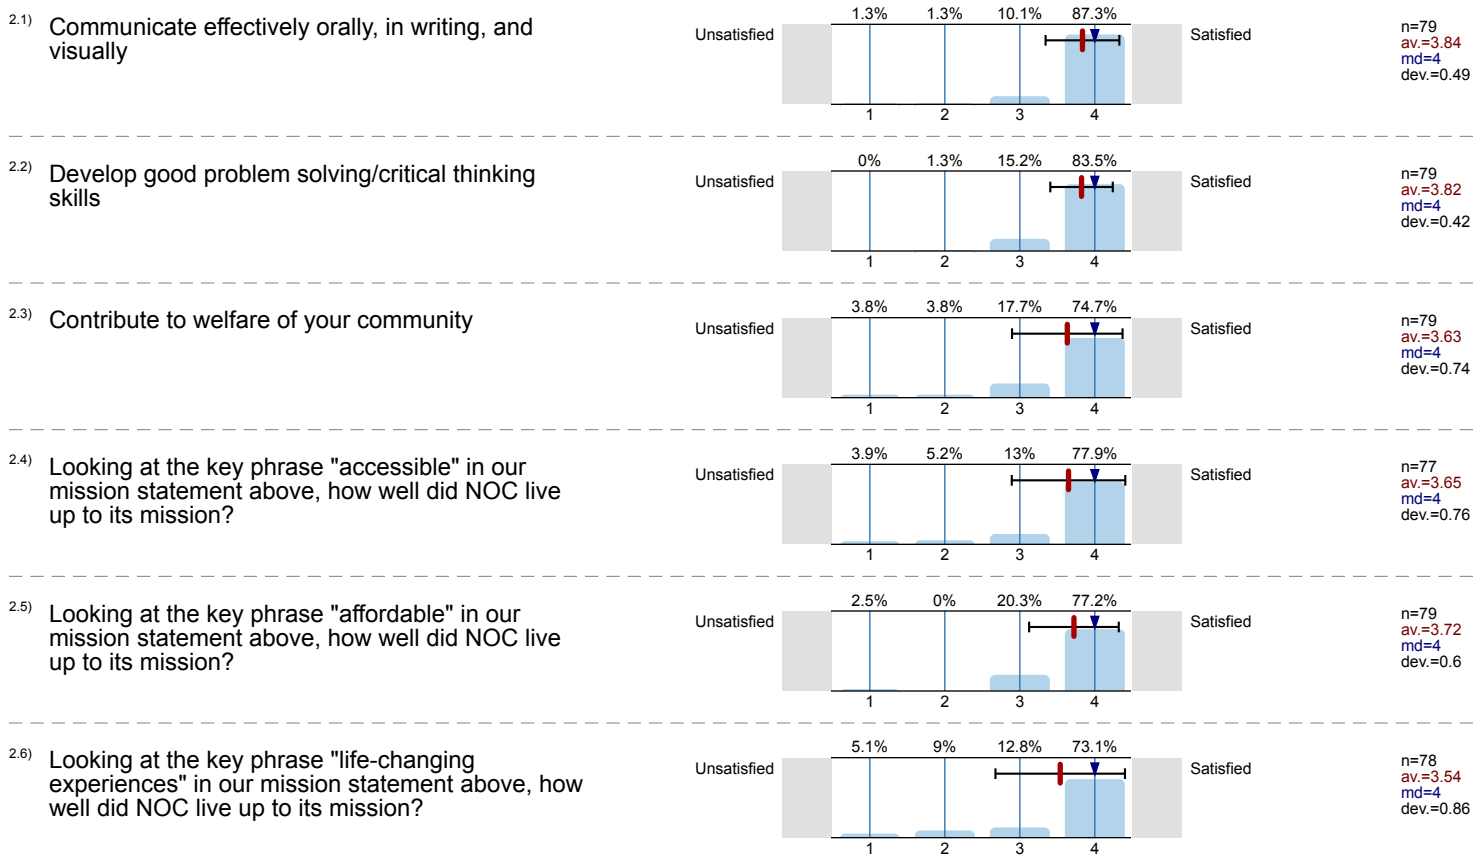 2.1) Communicate effectively orally, in writing, and
visually
Unsatisfied
1.3% 1.3% 10.1% 87.3%
1 2 3 4
Satisfied
n=79
av.=3.84
md=4
dev.=0.49
2.2) Develop good problem solving/critical thinking
skills
Unsatisfied
0% 1.3% 15.2% 83.5%
1 2 3 4
Satisfied
n=79
av.=3.82
md=4
dev.=0.42
2.3) Contribute to welfare of your community
Unsatisfied
3.8% 3.8% 17.7% 74.7%
1 2 3 4
Satisfied
n=79
av.=3.63
md=4
dev.=0.74
2.4) Looking at the key phrase "accessible" in our
mission statement above, how well did NOC live
up to its mission?
Unsatisfied
3.9% 5.2% 13% 77.9%
1 2 3 4
Satisfied
n=77
av.=3.65
md=4
dev.=0.76
2.5) Looking at the key phrase "affordable" in our
mission statement above, how well did NOC live
up to its mission?
Unsatisfied
2.5% 0% 20.3% 77.2%
1 2 3 4
Satisfied
n=79
av.=3.72
md=4
dev.=0.6
2.6) Looking at the key phrase "life-changing
experiences" in our mission statement above, how
well did NOC live up to its mission?
Unsatisfied
5.1% 9% 12.8% 73.1%
1 2 3 4
Satisfied
n=78
av.=3.54
md=4
dev.=0.86